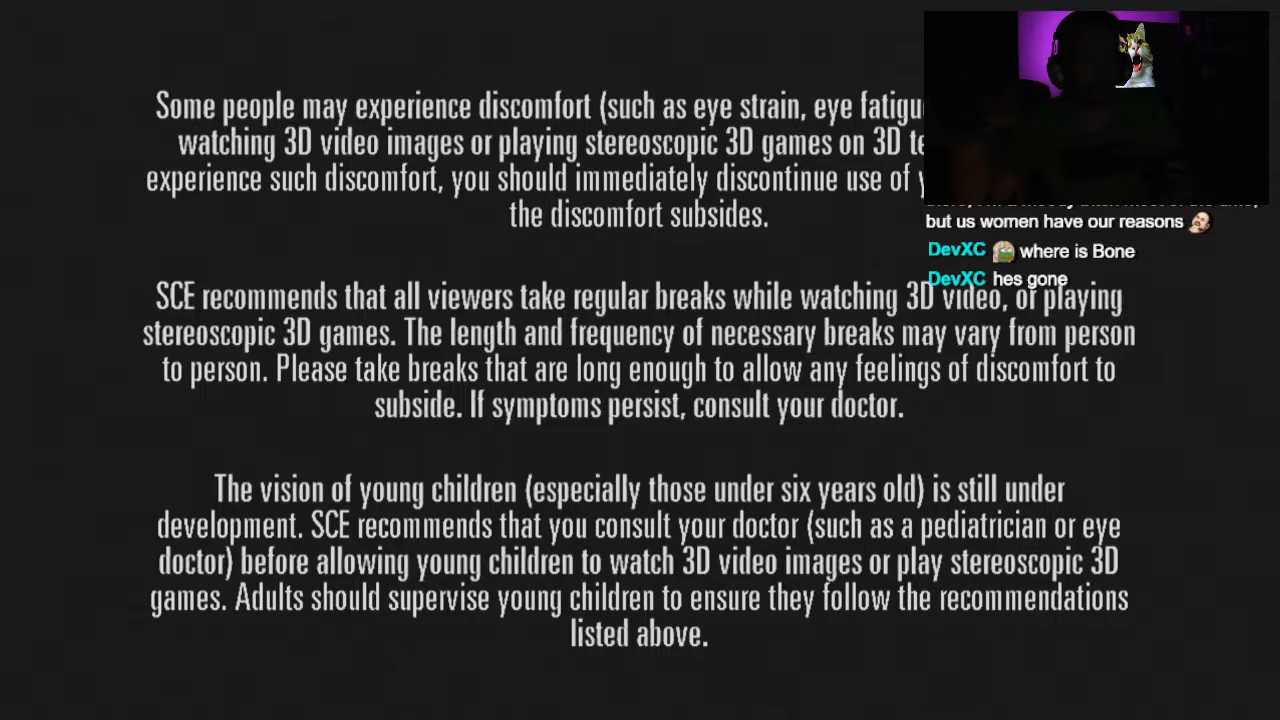 Some people may experience discomfort (such as eye strain, eye
watching 3D video images or playing stereoscopic 3D games on 3D
experience such discomfort, you should immediately discontinue use of
the discomfort subsides.
but us women have our reasons
DevXC where is Bone
DevXC hes gone
SCE recommends that all viewers take regular breaks while watching 3D video, or playing
stereoscopic 3D games. The length and frequency of necessary breaks may vary from person
to person. Please take breaks that are long enough to allow any feelings of discomfort to
subside. If symptoms persist, consult your doctor.
The vision of young children (especially those under six years old) is still under
development. SCE recommends that you consult your doctor (such as a pediatrician or eye
doctor) before allowing young children to watch 3D video images or play stereoscopic 3D
games. Adults should supervise young children to ensure they follow the recommendations
listed above.